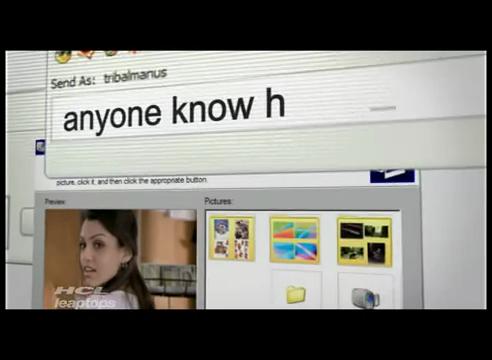 Send As: tribalmanus
anyone know h
picture, click it, and then click the appropriate button.
Preview:
Pictures:
HCL
leaptops